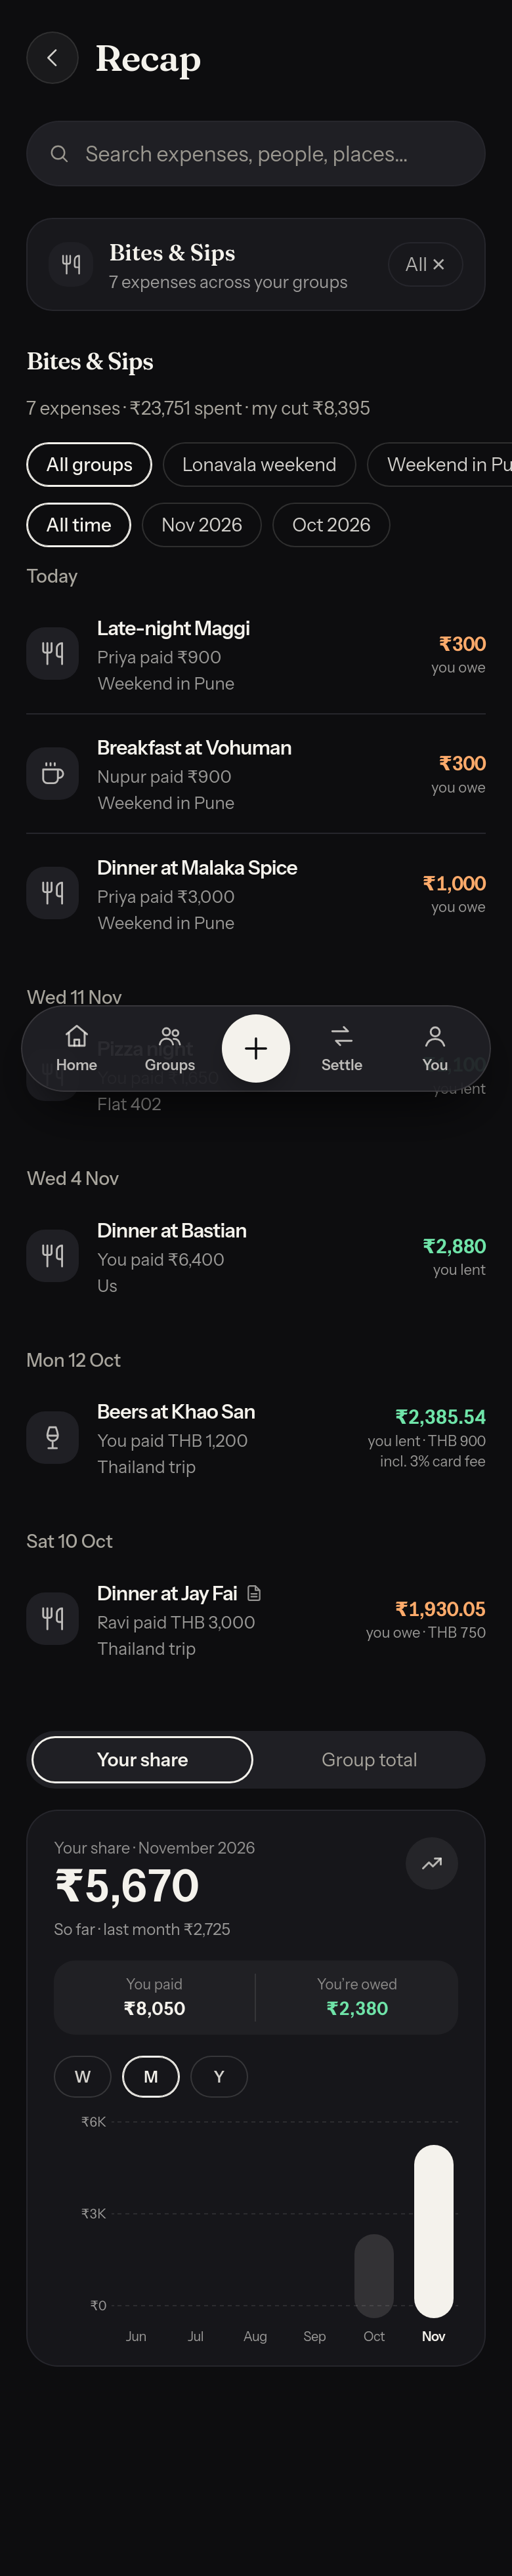 Recap
Search expenses, people, places...
Bites & Sips
7 expenses across your groups
All ✕
Bites & Sips
7 expenses · ₹23,751 spent · my cut ₹8,395
All groups
Lonavala weekend
Weekend in Pu
All time
Nov 2026
Oct 2026
Today
Late-night Maggi
Priya paid ₹900
Weekend in Pune
₹300
you owe
Breakfast at Vohuman
Nupur paid ₹900
Weekend in Pune
₹300
you owe
Dinner at Malaka Spice
Priya paid ₹3,000
Weekend in Pune
₹1,000
you owe
Wed 11 Nov
Pizza night
Flat 402
you lent
Home
Groups
Settle
You
Wed 4 Nov
Dinner at Bastian
You paid ₹6,400
Us
₹2,880
you lent
Mon 12 Oct
Beers at Khao San
You paid THB 1,200
Thailand trip
₹2,385.54
you lent · THB 900
incl. 3% card fee
Sat 10 Oct
Dinner at Jay Fai
Ravi paid THB 3,000
Thailand trip
₹1,930.05
you owe · THB 750
Your share
Group total
Your share · November 2026
₹5,670
So far · last month ₹2,725
You paid
₹8,050
You're owed
₹2,380
W
M
Y
₹6K
₹3K
₹0
Jun
Jul
Aug
Sep
Oct
Nov